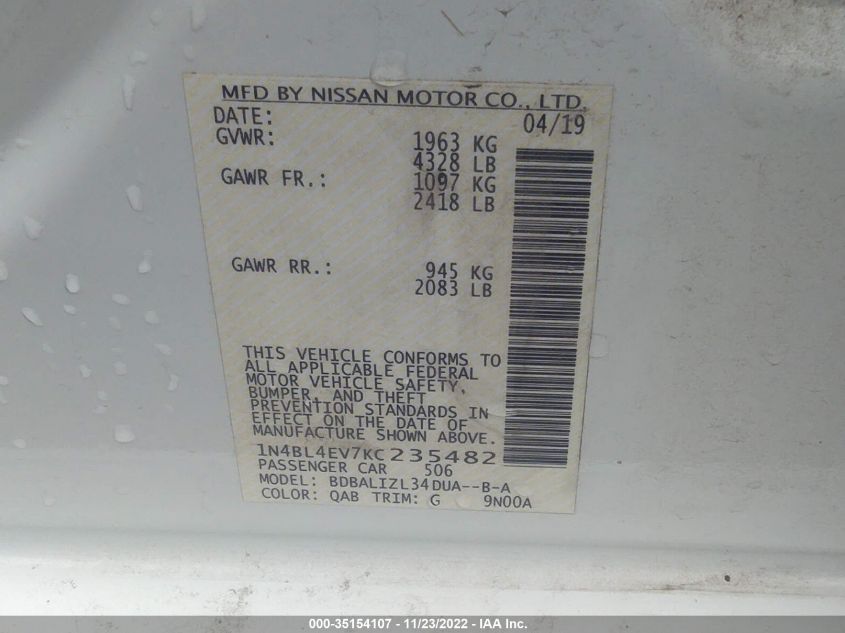 MFD BY NISSAN MOTOR CO., LTD.
DATE: 04/19
GVWR: 1963 KG
4328 LB
GAWR FR.: 1097 KG
2418 LB
GAWR RR.: 945 KG
2083 LB
THIS VEHICLE CONFORMS TO
ALL APPLICABLE FEDERAL
MOTOR VEHICLE SAFETY,
BUMPER, AND THEFT
PREVENTION STANDARDS IN
EFFECT ON THE DATE OF
MANUFACTURE SHOWN ABOVE.
1N4BL4EV7KC235482
PASSENGER CAR 506
MODEL: BDBALIZL34DUA--B-A
COLOR: QAB TRIM: G 9N00A
000-35154107 - 11/23/2022 - IAA Inc.